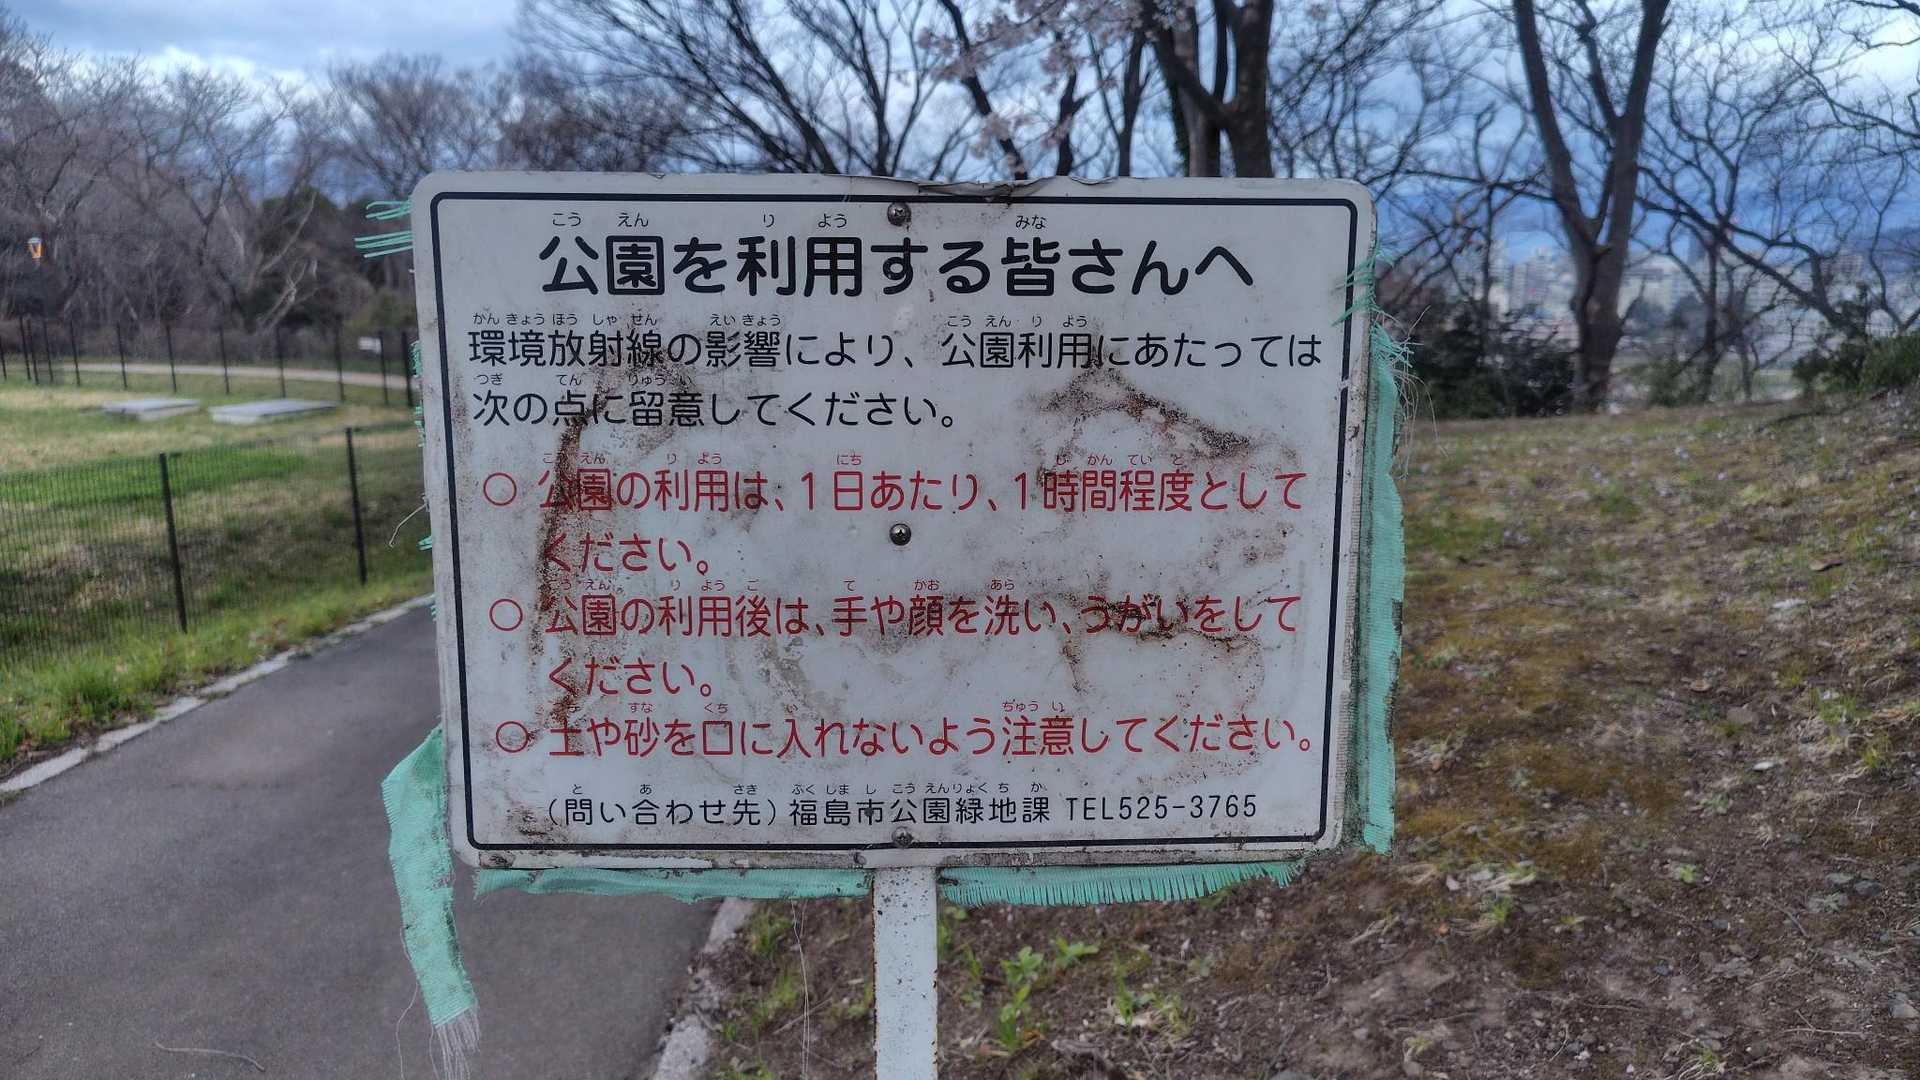 公園を利用する皆さんへ
環境放射線の影響により、公園利用にあたっては
次の点に留意してください。
○ 公園の利用は、1日あたり、1時間程度として
ください。
○ 公園の利用後は、手や顔を洗い、うがいをして
ください。
○ 土や砂を口に入れないよう注意してください。
(問い合わせ先) 福島市公園緑地課 TEL525-3765